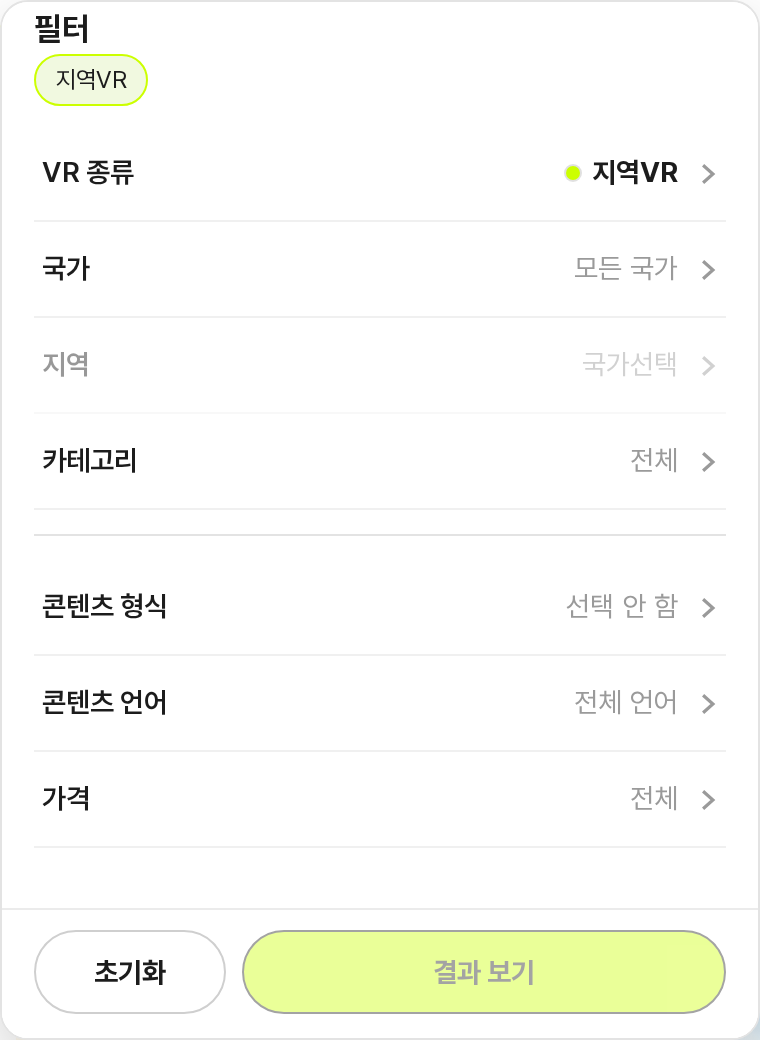 필터
지역VR
VR 종류 지역VR
국가 모든 국가
지역 국가선택
카테고리 전체
콘텐츠 형식 선택 안 함
콘텐츠 언어 전체 언어
가격 전체
초기화 결과 보기